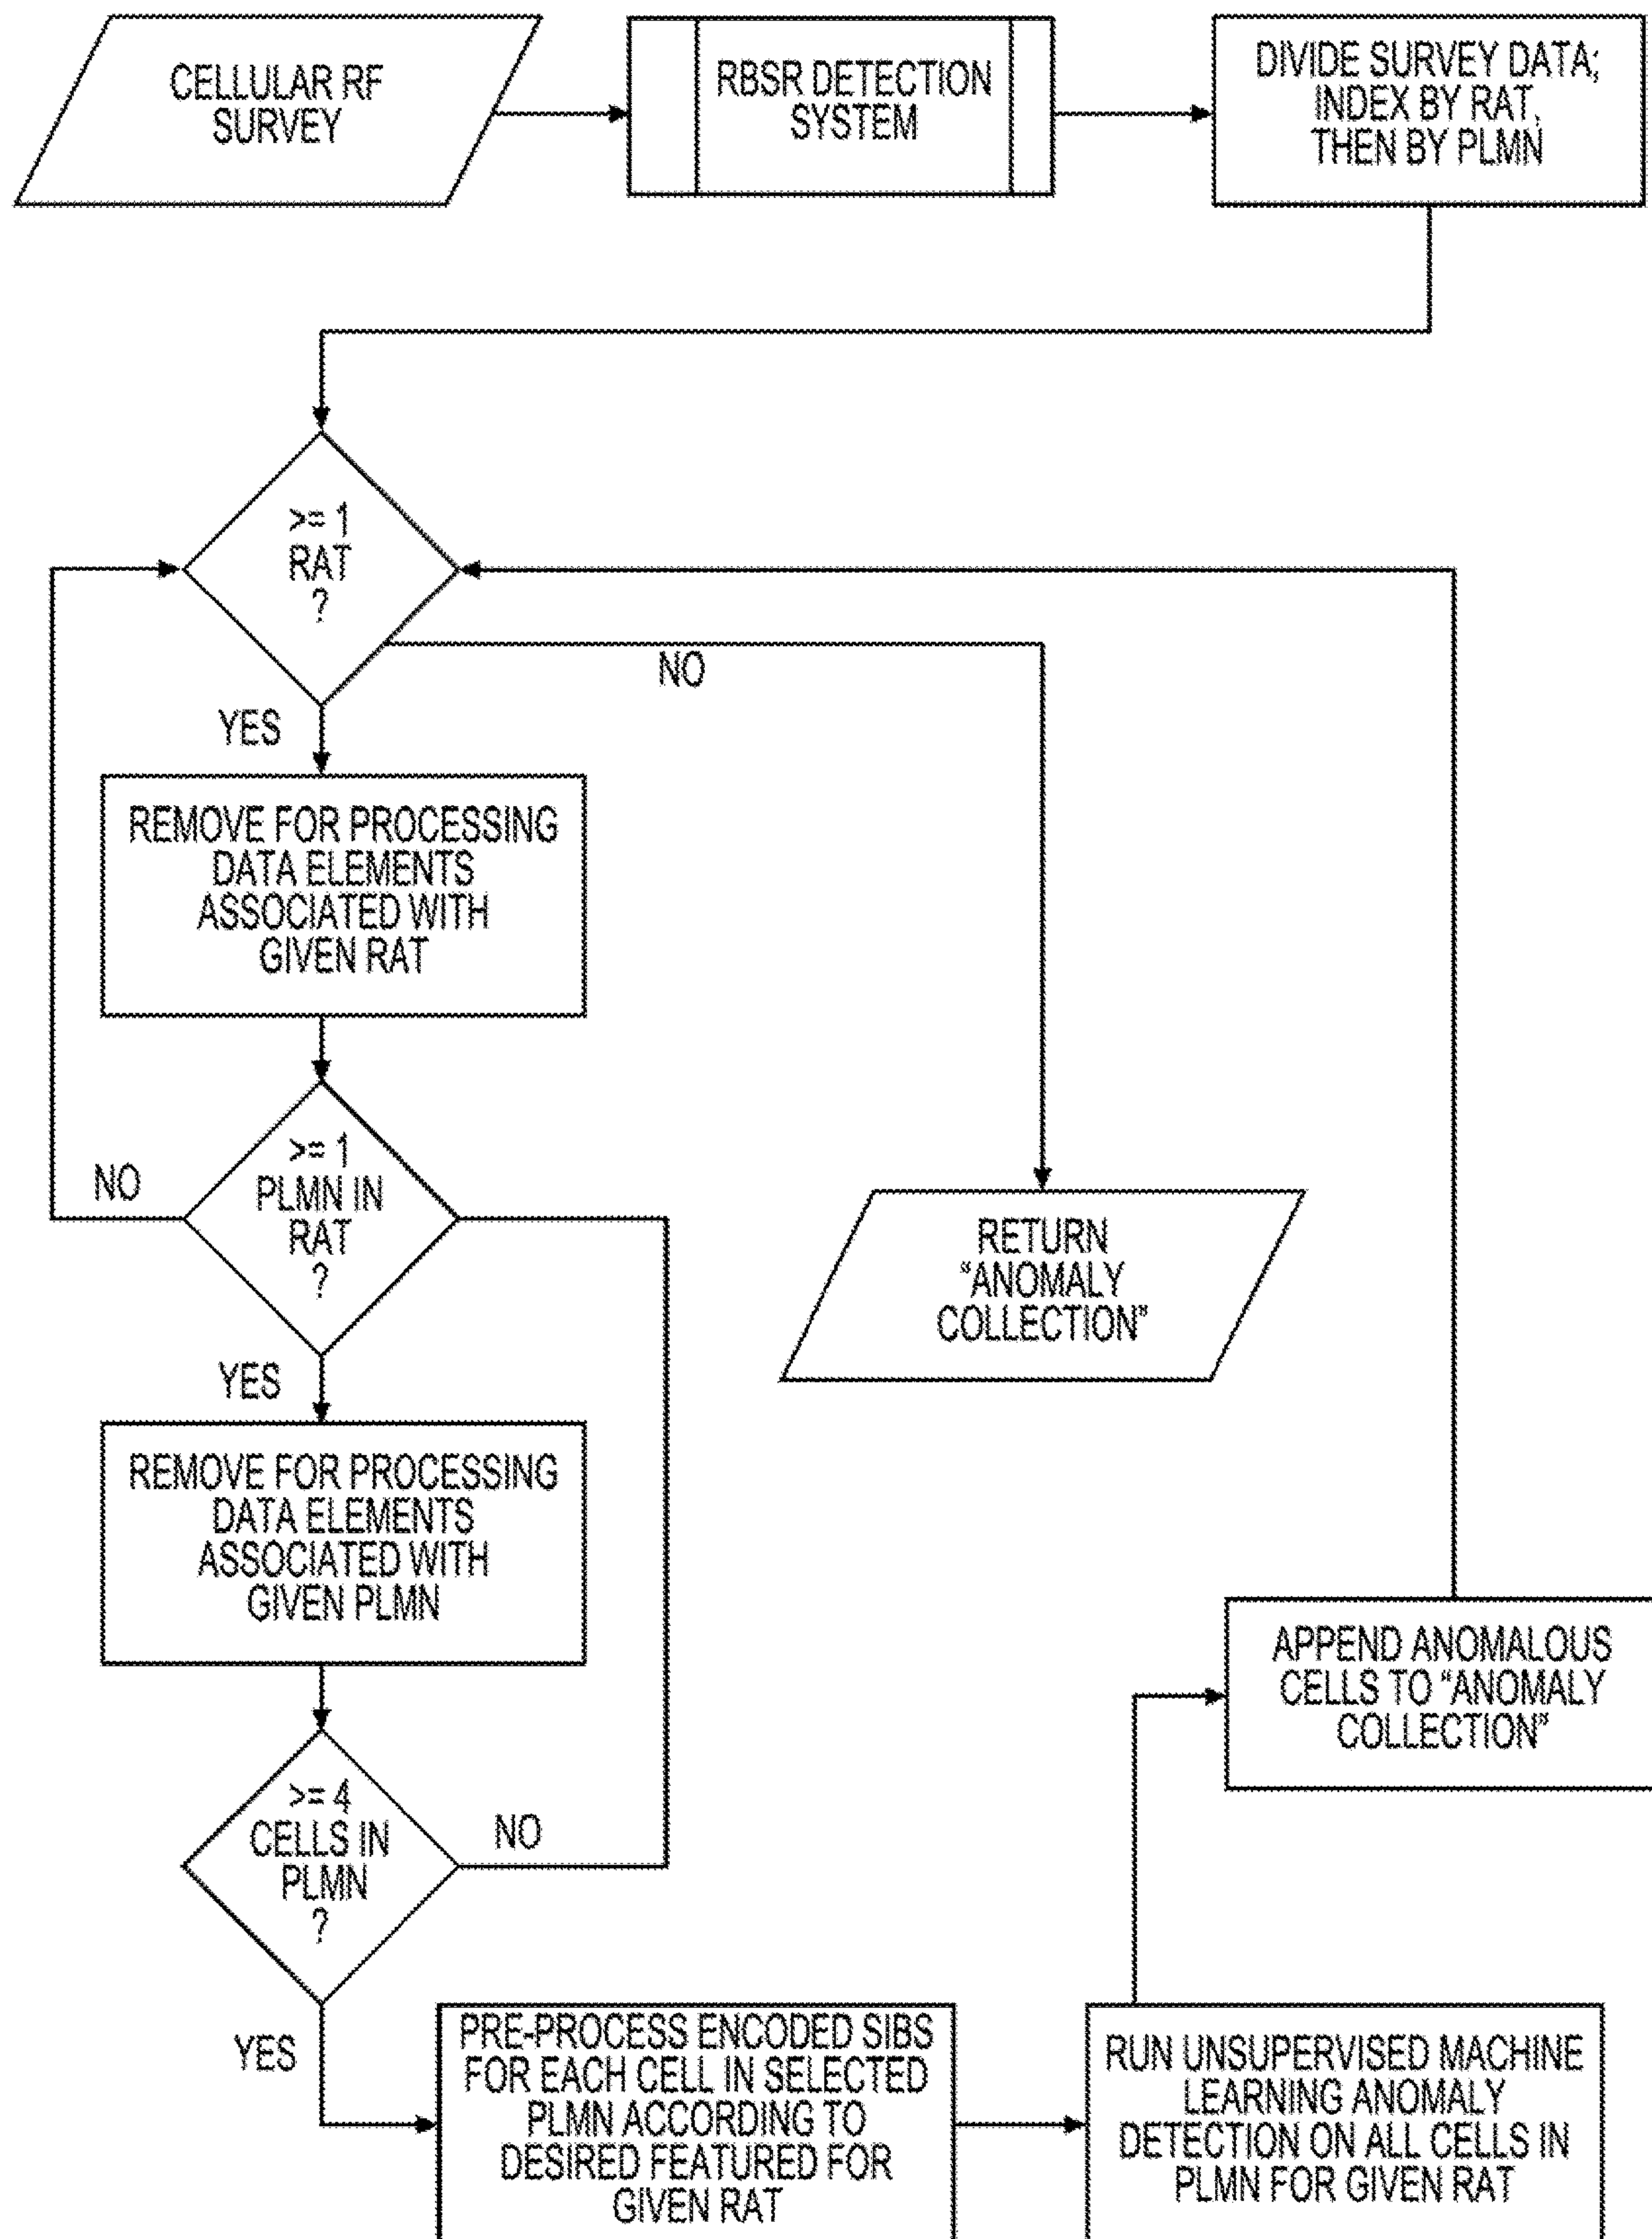 CELLULAR RF
SURVEY
RBSR DETECTION
SYSTEM
DIVIDE SURVEY DATA;
INDEX BY RAT,
THEN BY PLMN
>= 1
RAT
?
NO
YES
REMOVE FOR PROCESSING
DATA ELEMENTS
ASSOCIATED WITH
GIVEN RAT
>= 1
PLMN IN
RAT
?
NO
YES
RETURN
“ANOMALY
COLLECTION”
REMOVE FOR PROCESSING
DATA ELEMENTS
ASSOCIATED WITH
GIVEN PLMN
>= 4
CELLS IN
PLMN
?
NO
YES
PRE-PROCESS ENCODED SIBS
FOR EACH CELL IN SELECTED
PLMN ACCORDING TO
DESIRED FEATURED FOR
GIVEN RAT
RUN UNSUPERVISED MACHINE
LEARNING ANOMALY
DETECTION ON ALL CELLS IN
PLMN FOR GIVEN RAT
APPEND ANOMALOUS
CELLS TO “ANOMALY
COLLECTION”